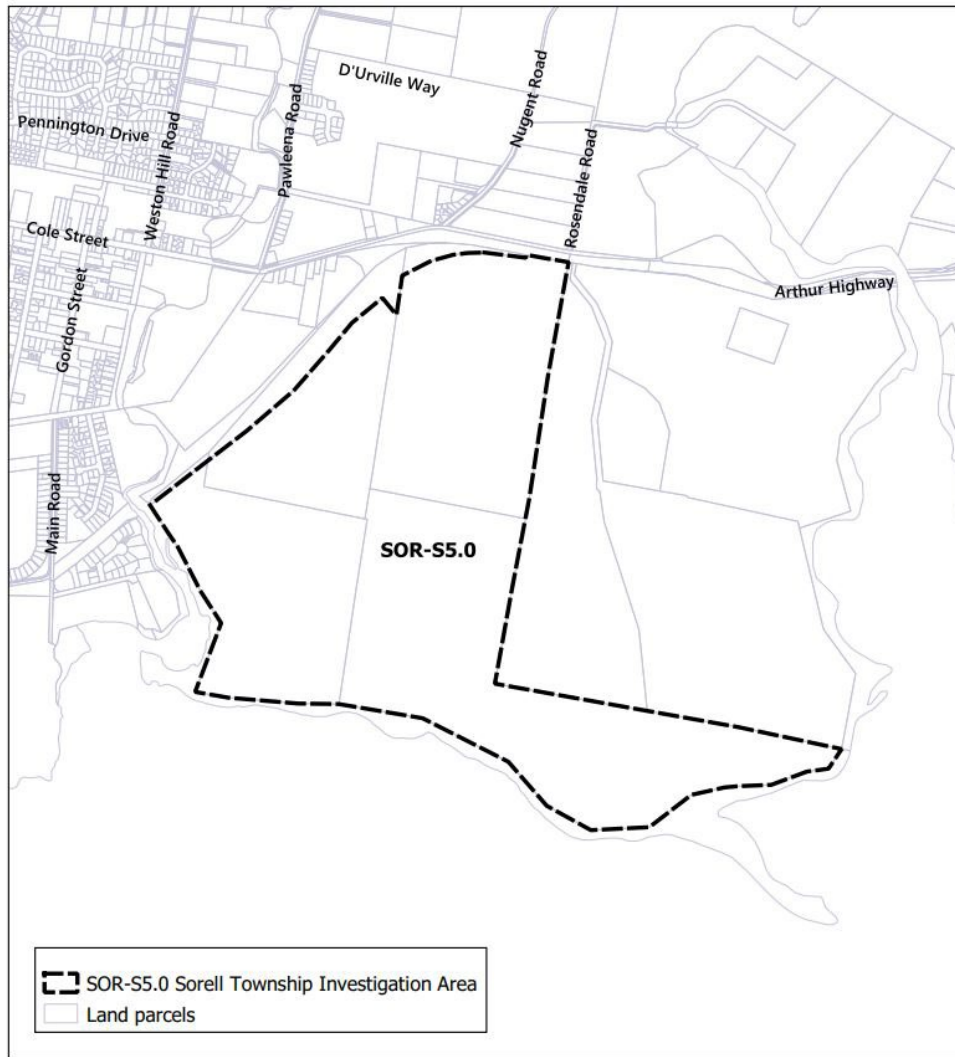 D'Urville Way
Nugent Road
Pennington Drive
Weston Hill Road
Pawleena Road
Rosendale Road
Cole Street
Gordon Street
Arthur Highway
Main Road
SOR-S5.0
SOR-S5.0 Sorell Township Investigation Area
Land parcels